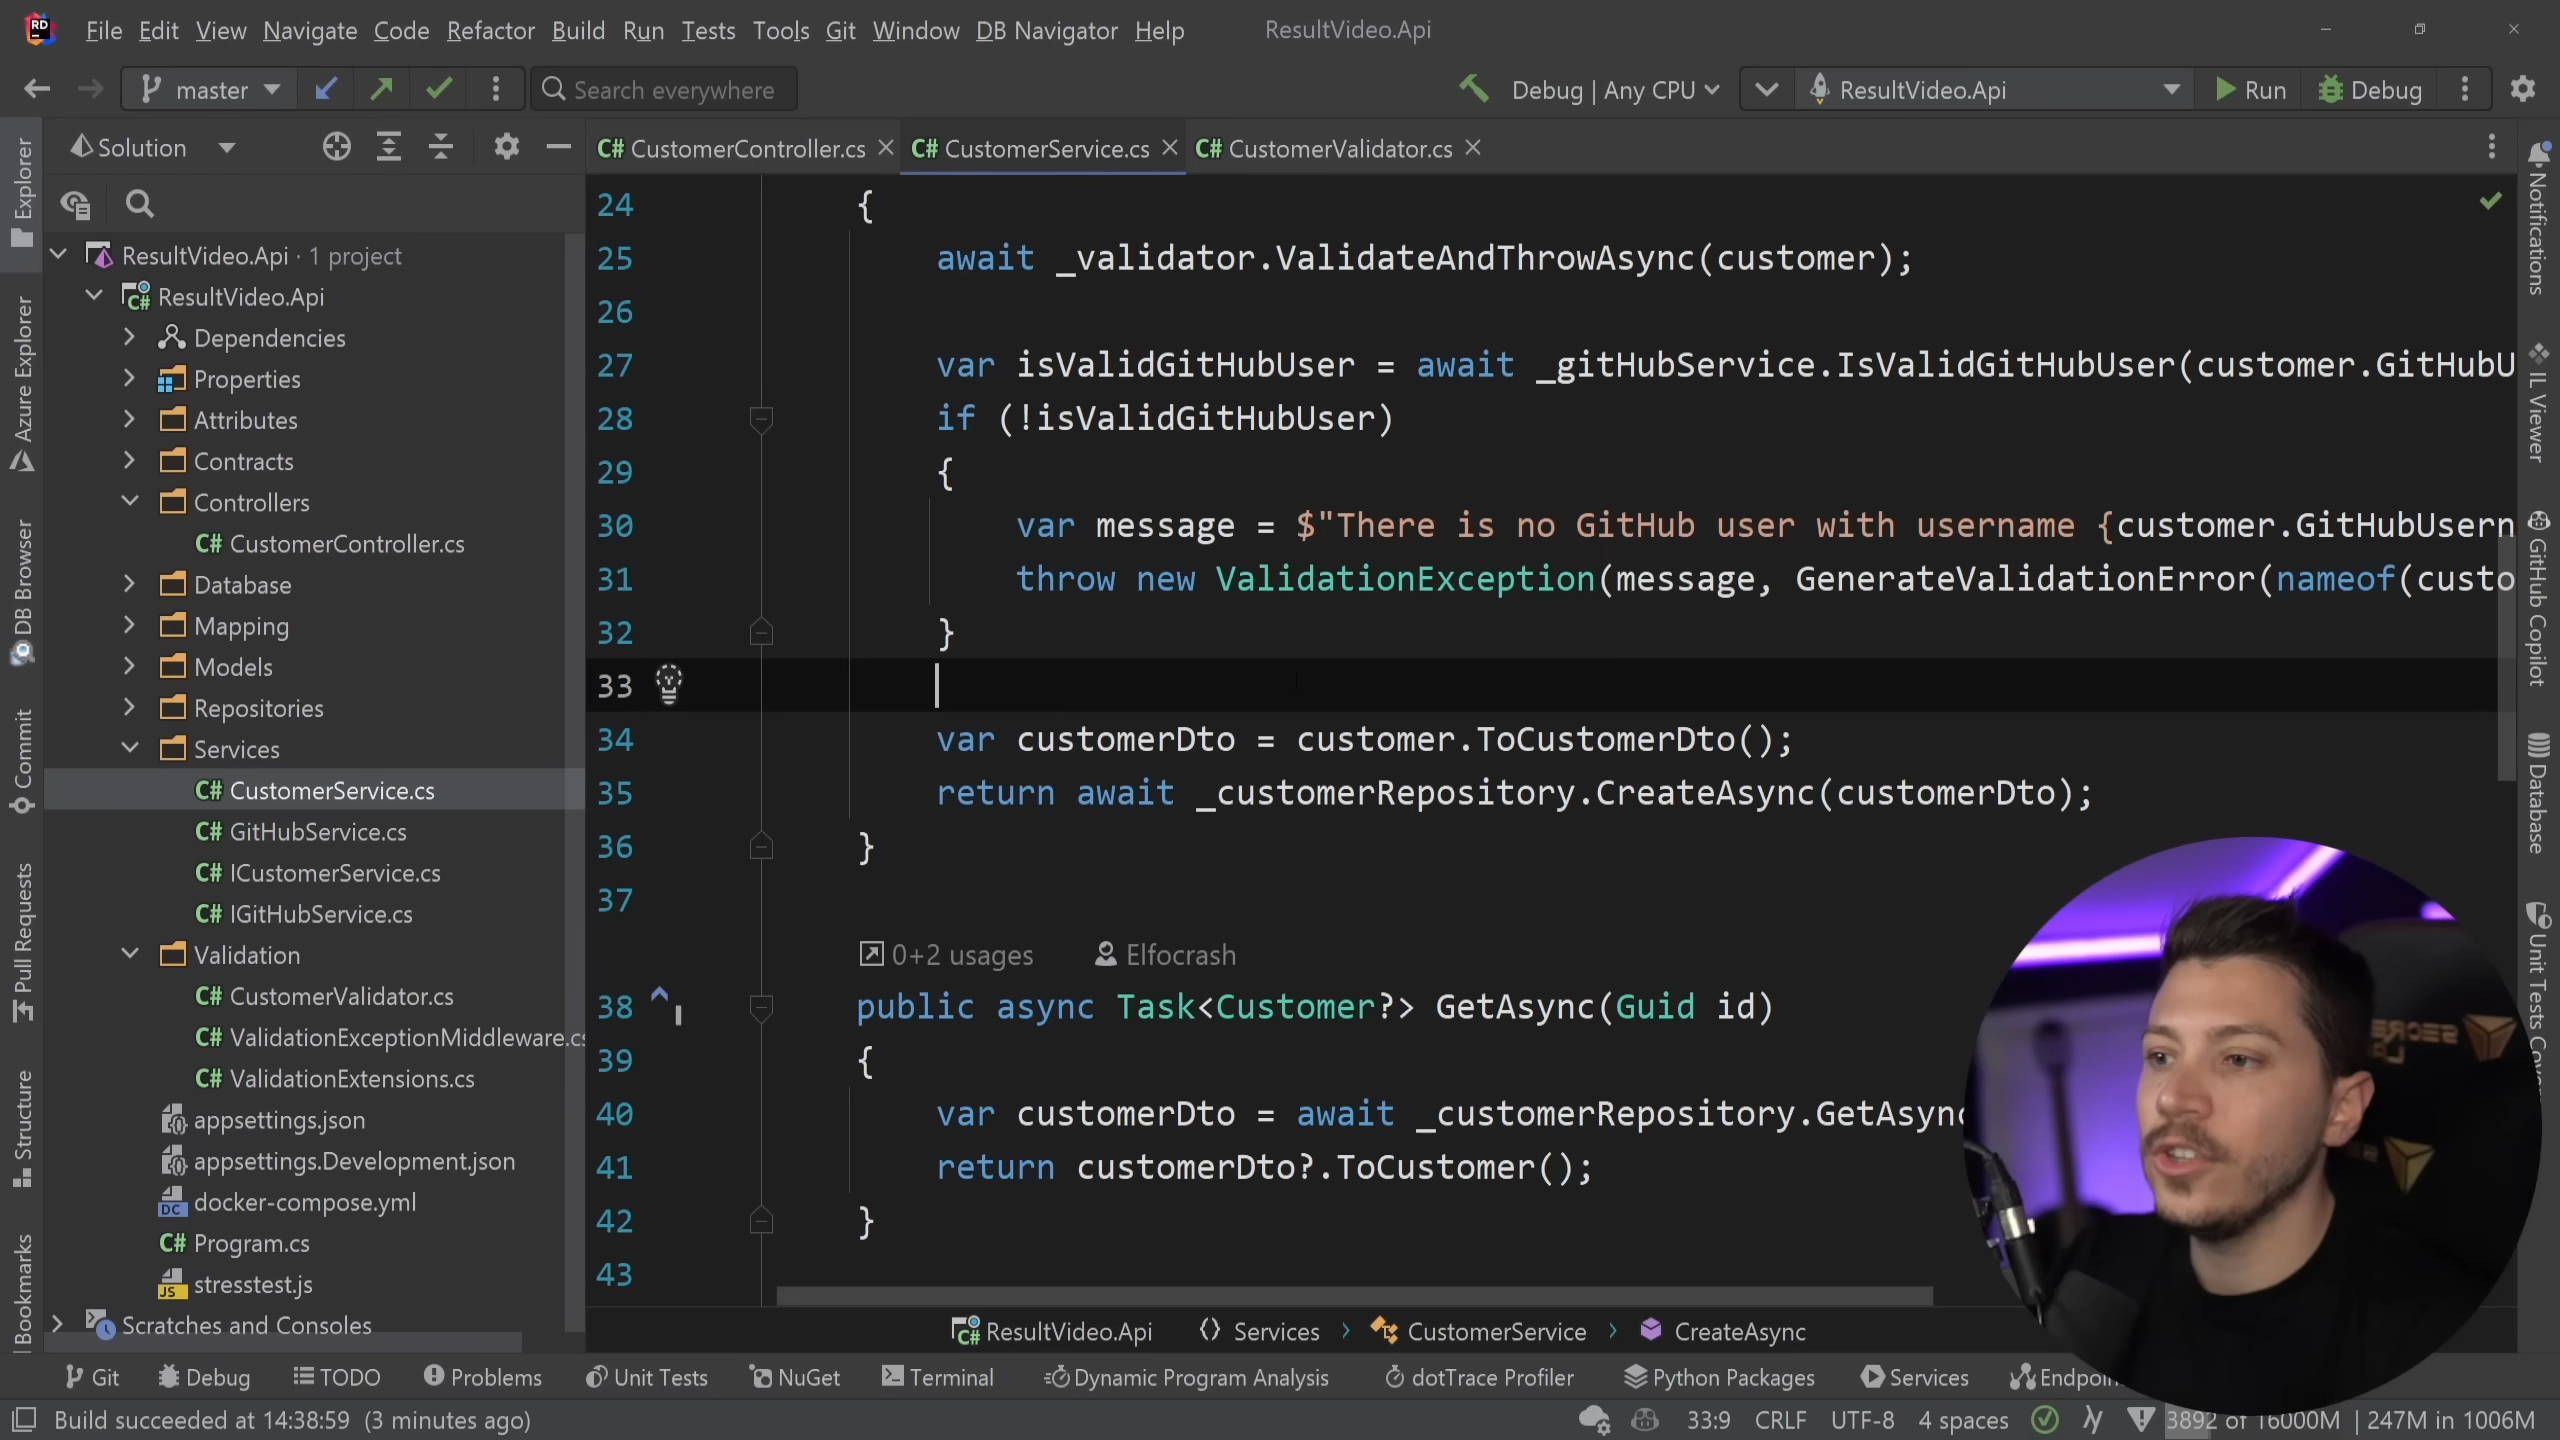 RD File Edit View Navigate Code Refactor Build Run Tests Tools Git Window DB Navigator Help ResultVideo.Api
master Search everywhere Debug | Any CPU ResultVideo.Api Run Debug
Solution
C# CustomerController.cs C# CustomerService.cs C# CustomerValidator.cs
Explorer
Azure Explorer
DB Browser
Commit
Pull Requests
Structure
Bookmarks
ResultVideo.Api · 1 project
C# ResultVideo.Api
Dependencies
Properties
Attributes
Contracts
Controllers
C# CustomerController.cs
Database
Mapping
Models
Repositories
Services
C# CustomerService.cs
C# GitHubService.cs
C# ICustomerService.cs
C# IGitHubService.cs
Validation
C# CustomerValidator.cs
C# ValidationExceptionMiddleware.cs
C# ValidationExtensions.cs
appsettings.json
appsettings.Development.json
DC docker-compose.yml
C# Program.cs
JS stresstest.js
Scratches and Consoles
24 {
25 await _validator.ValidateAndThrowAsync(customer);
26
27 var isValidGitHubUser = await _gitHubService.IsValidGitHubUser(customer.GitHubU
28 if (!isValidGitHubUser)
29 {
30 var message = $"There is no GitHub user with username {customer.GitHubUsern
31 throw new ValidationException(message, GenerateValidationError(nameof(custo
32 }
33
34 var customerDto = customer.ToCustomerDto();
35 return await _customerRepository.CreateAsync(customerDto);
36 }
37
0+2 usages Elfocrash
38 public async Task<Customer?> GetAsync(Guid id)
39 {
40 var customerDto = await _customerRepository.GetAsync
41 return customerDto?.ToCustomer();
42 }
43
Notifications
IL Viewer
GitHub Copilot
Database
Unit Tests Cover
ResultVideo.Api Services CustomerService CreateAsync
Git Debug TODO Problems Unit Tests NuGet Terminal Dynamic Program Analysis dotTrace Profiler Python Packages Services Endpoin
Build succeeded at 14:38:59 (3 minutes ago) 33:9 CRLF UTF-8 4 spaces 3892 of 16000M | 247M in 1006M